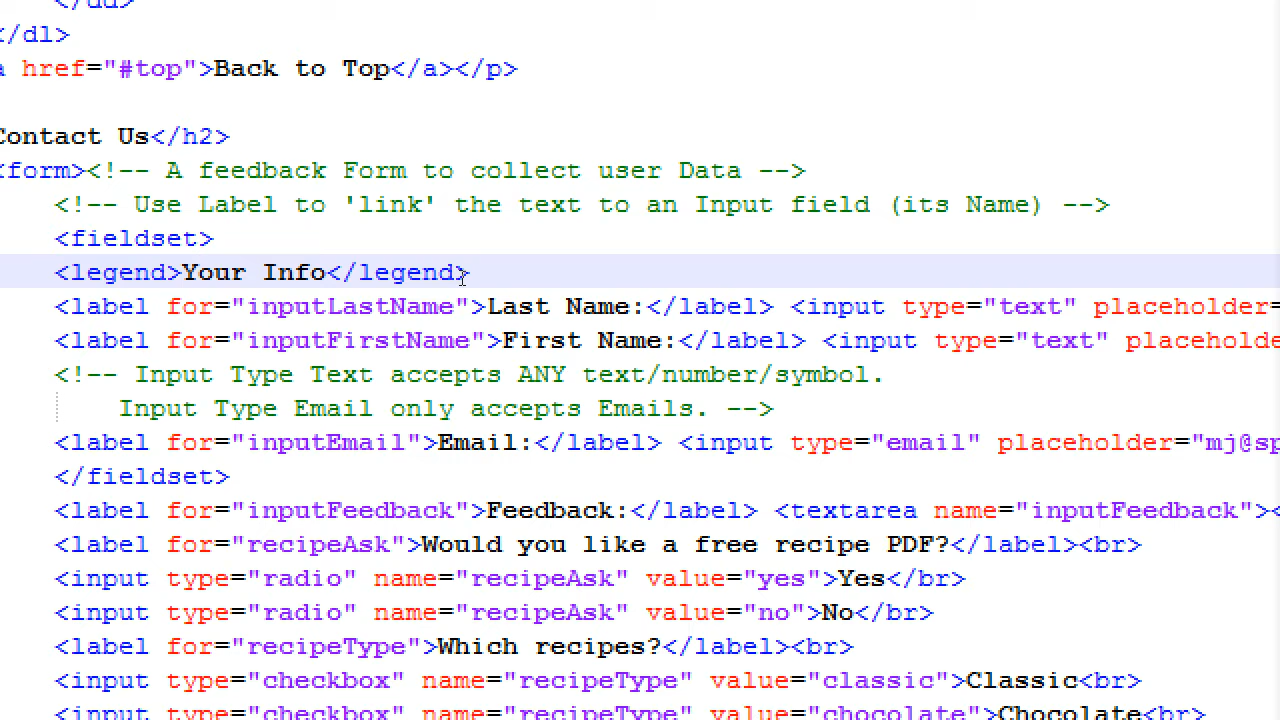 </dd>
</dl>
a href="#top">Back to Top</a></p>
Contact Us</h2>
<form><!-- A feedback Form to collect user Data -->
<!-- Use Label to 'link' the text to an Input field (its Name) -->
<fieldset>
<legend>Your Info</legend>
<label for="inputLastName">Last Name:</label> <input type="text" placeholder=
<label for="inputFirstName">First Name:</label> <input type="text" placeholde
<!-- Input Type Text accepts ANY text/number/symbol.
Input Type Email only accepts Emails. -->
<label for="inputEmail">Email:</label> <input type="email" placeholder="mj@sp
</fieldset>
<label for="inputFeedback">Feedback:</label> <textarea name="inputFeedback"><
<label for="recipeAsk">Would you like a free recipe PDF?</label><br>
<input type="radio" name="recipeAsk" value="yes">Yes</br>
<input type="radio" name="recipeAsk" value="no">No</br>
<label for="recipeType">Which recipes?</label><br>
<input type="checkbox" name="recipeType" value="classic">Classic<br>
<input type="checkbox" name="recipeType" value="chocolate">Chocolate<br>